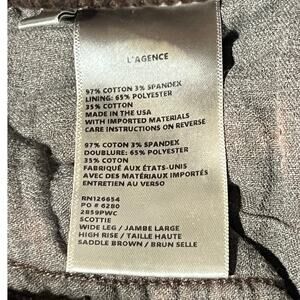 L'AGENCE
97% COTTON 3% SPANDEX
LINING: 65% POLYESTER
35% COTTON
MADE IN THE USA
WITH IMPORTED MATERIALS
CARE INSTRUCTIONS ON REVERSE
97% COTTON 3% SPANDEX
DOUBLURE: 65% POLYESTER
35% COTTON
FABRIQUÉ AUX ÉTATS-UNIS
AVEC DES MATÉRIAUX IMPORTÉS
ENTRETIEN AU VERSO
RN126654
PO # 6280
2859PWC
SCOTTIE
WIDE LEG / JAMBE LARGE
HIGH RISE / TAILLE HAUTE
SADDLE BROWN / BRUN SELLE